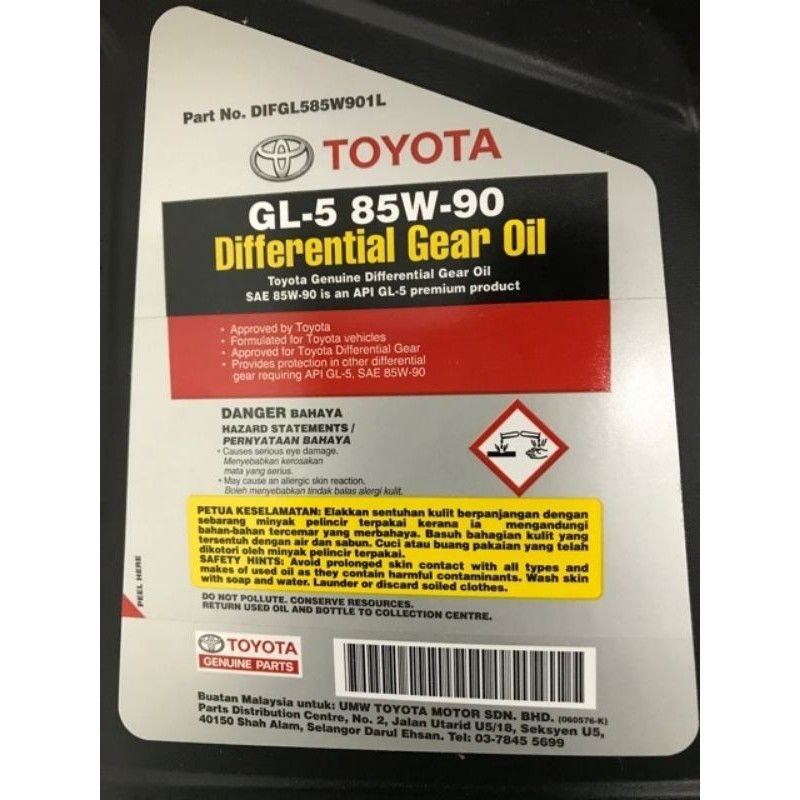 Part No. DIFGL585W901L
TOYOTA
GL-5 85W-90
Differential Gear Oil
Toyota Genuine Differential Gear Oil
SAE 85W-90 is an API GL-5 premium product
• Approved by Toyota
• Formulated for Toyota vehicles
• Approved for Toyota Differential Gear
• Provides protection in other differential
gear requiring API GL-5, SAE 85W-90
DANGER BAHAYA
HAZARD STATEMENTS /
PERNYATAAN BAHAYA
• Causes serious eye damage.
Menyebabkan kerosakan
mata yang serius.
• May cause an allergic skin reaction.
Boleh menyebabkan tindak balas alergi kulit.
PETUA KESELAMATAN: Elakkan sentuhan kulit berpanjangan dengan
sebarang minyak pelincir terpakai kerana ia mengandungi
bahan-bahan tercemar yang merbahaya. Basuh bahagian kulit yang
tersentuh dengan air dan sabun. Cuci atau buang pakaian yang telah
dikotori oleh minyak pelincir terpakai.
SAFETY HINTS: Avoid prolonged skin contact with all types and
makes of used oil as they contain harmful contaminants. Wash skin
with soap and water. Launder or discard soiled clothes.
DO NOT POLLUTE. CONSERVE RESOURCES.
RETURN USED OIL AND BOTTLE TO COLLECTION CENTRE.
PEEL HERE
TOYOTA
GENUINE PARTS
Buatan Malaysia untuk: UMW TOYOTA MOTOR SDN. BHD. (060576-K)
Parts Distribution Centre, No. 2, Jalan Utarid U5/18, Seksyen U5,
40150 Shah Alam, Selangor Darul Ehsan. Tel: 03-7845 5699